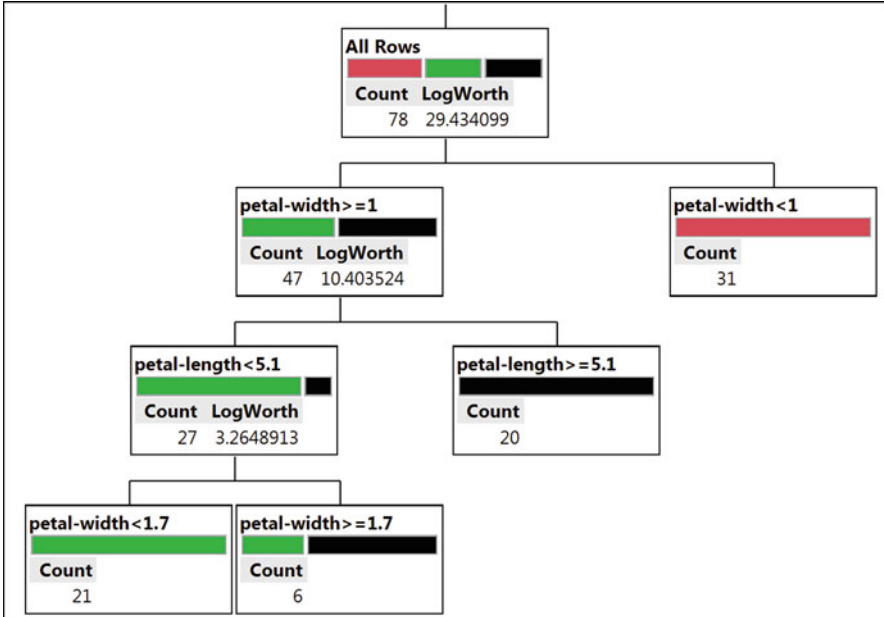 All Rows
Count LogWorth
78 29.434099
petal-width>=1
Count LogWorth
47 10.403524
petal-width<1
Count
31
petal-length<5.1
Count LogWorth
27 3.2648913
petal-length>=5.1
Count
20
petal-width<1.7
Count
21
petal-width>=1.7
Count
6